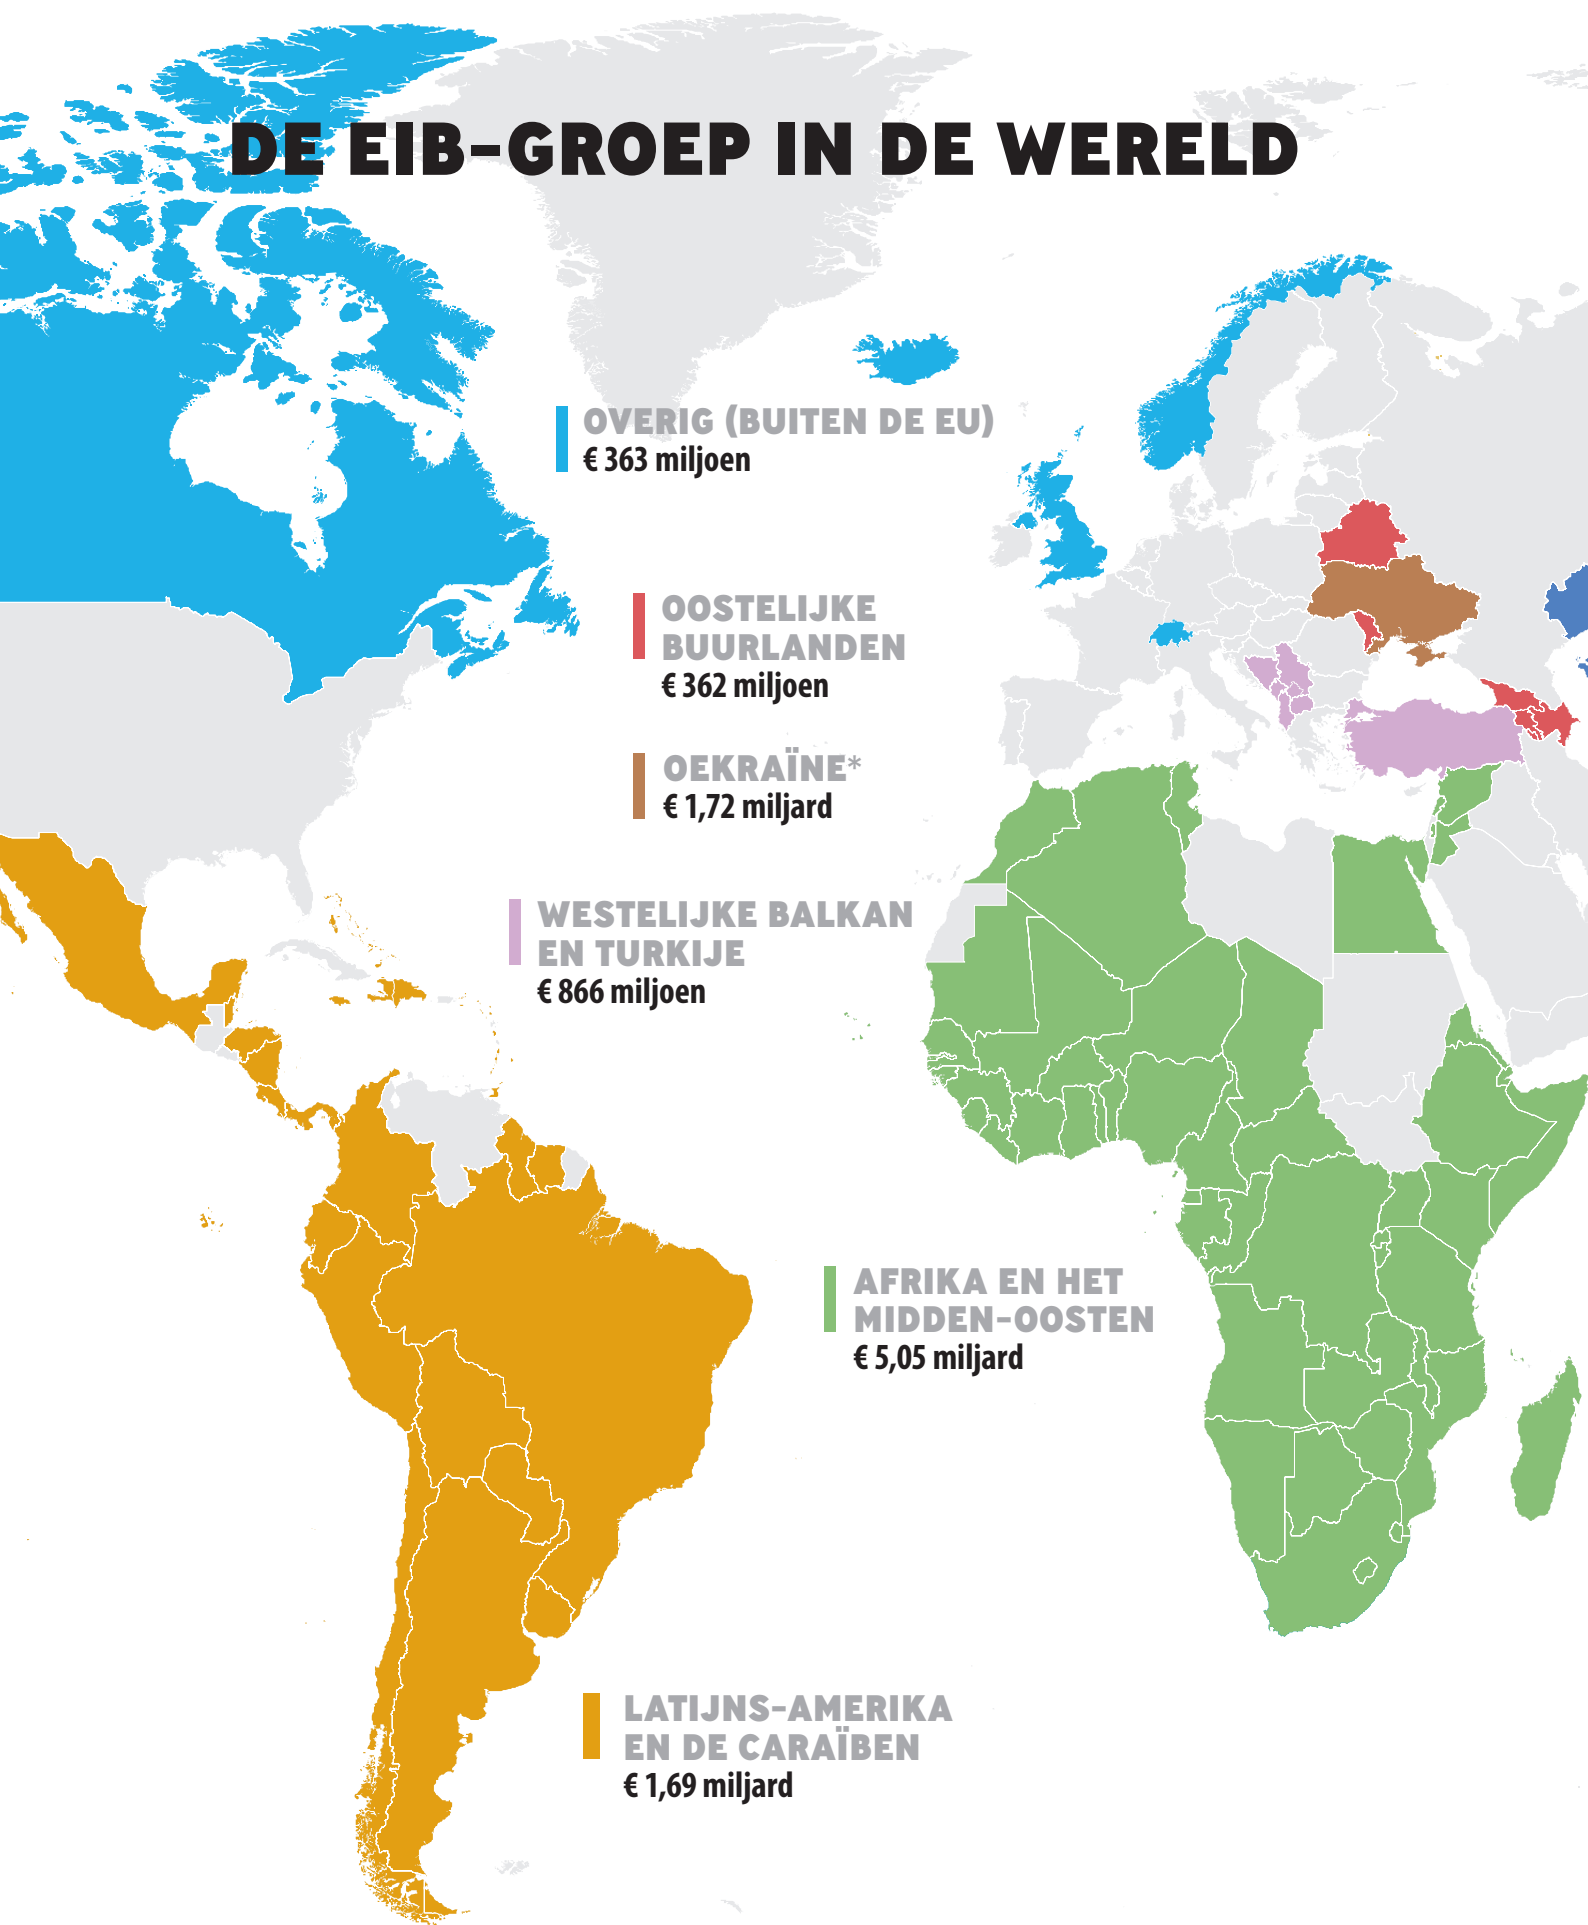 DE EIB-GROEP IN DE WERELD
OVERIG (BUITEN DE EU)
€ 363 miljoen
OOSTELIJKE
BUURLANDEN
€ 362 miljoen
OEKRAÏNE*
€ 1,72 miljard
WESTELIJKE BALKAN
EN TURKIJE
€ 866 miljoen
AFRIKA EN HET
MIDDEN-OOSTEN
€ 5,05 miljard
LATIJNS-AMERIKA
EN DE CARAÏBEN
€ 1,69 miljard